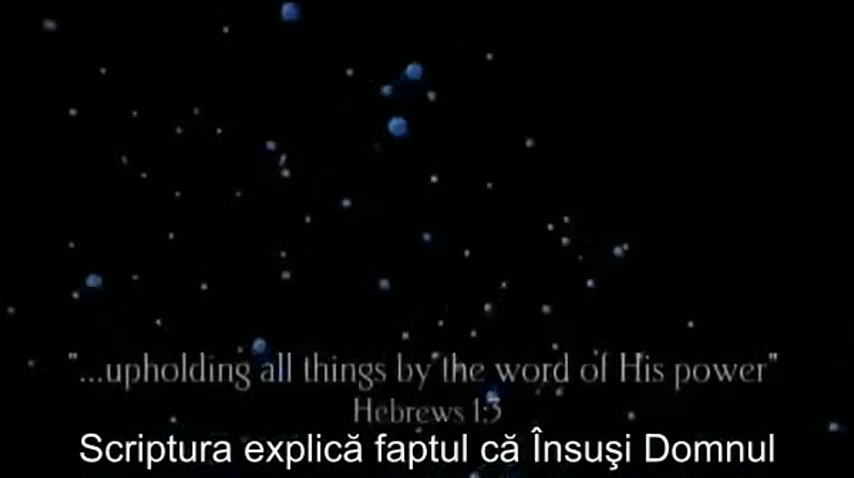 "...upholding all things by the word of His power"
Hebrews 1:3
Scriptura explică faptul că Însuşi Domnul